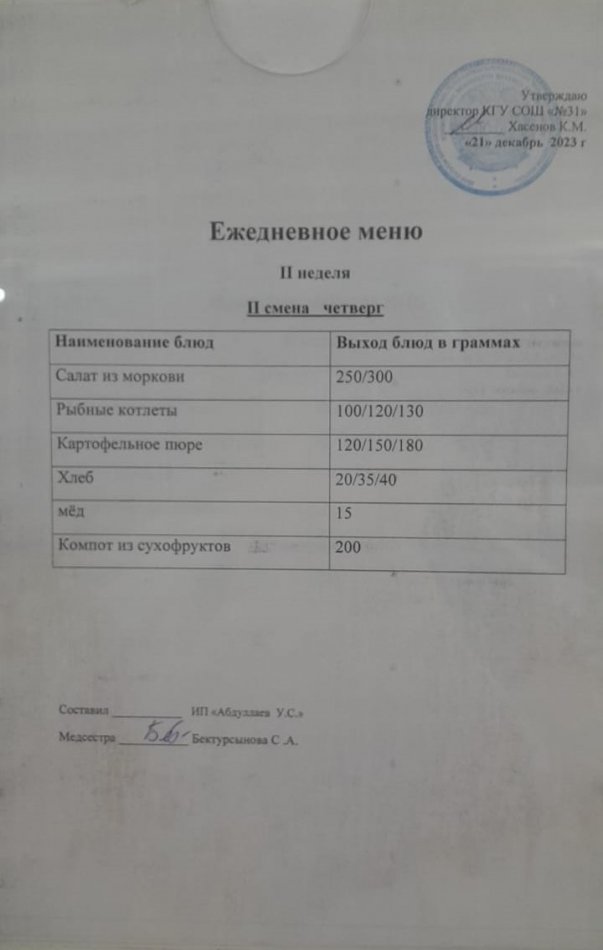 Утверждаю
директор КГУ СОШ «№31»
Хасенов К.М.
«21» декабрь 2023 г
Ежедневное меню
II неделя
II смена четверг
Наименование блюд Выход блюд в граммах
Салат из моркови 250/300
Рыбные котлеты 100/120/130
Картофельное пюре 120/150/180
Хлеб 20/35/40
мёд 15
Компот из сухофруктов 200
Составил ____________ ИП «Абдуллаев У.С.»
Медсестра ____________ Бектурсынова С .А.